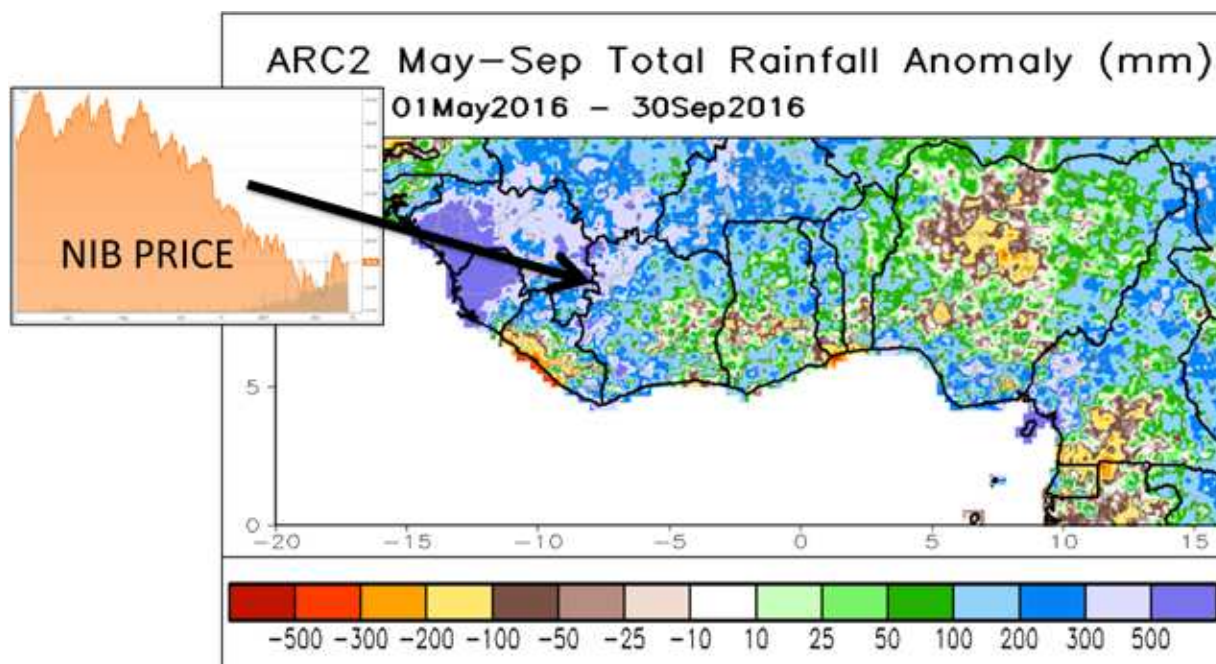 ARC2 May-Sep Total Rainfall Anomaly (mm)
01May2016 - 30Sep2016
NIB PRICE
5
0
-20 -15 -10 -5 0 5 10 15
-500 -300 -200 -100 -50 -25 -10 10 25 50 100 200 300 500